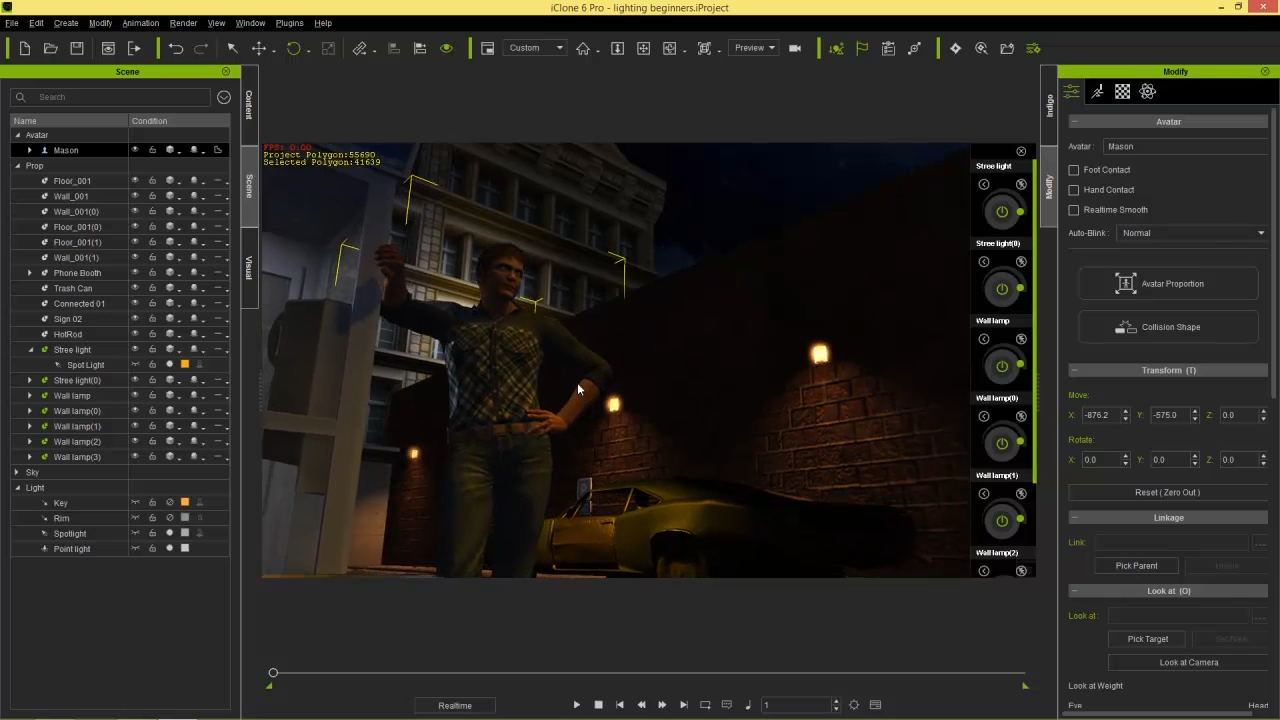 iClone 6 Pro - lighting beginners.iProject
File Edit Create Modify Animation Render View Window Plugins Help
Custom Preview
Scene
Search
Name Condition
Avatar
Mason
Prop
Floor_001
Wall_001
Wall_001(0)
Floor_001(0)
Floor_001(1)
Wall_001(1)
Phone Booth
Trash Can
Connected 01
Sign 02
HotRod
Stree light
Spot Light
Stree light(0)
Wall lamp
Wall lamp(0)
Wall lamp(1)
Wall lamp(2)
Wall lamp(3)
Sky
Light
Key
Rim
Spotlight
Point light
Content
Scene
Visual
FPS: 0.00
Project Polygon:55690
Selected Polygon:41639
Stree light
Stree light(0)
Wall lamp
Wall lamp(0)
Wall lamp(1)
Wall lamp(2)
Realtime
1
Indigo
Modify
Modify
Avatar
Avatar: Mason
Foot Contact
Hand Contact
Realtime Smooth
Auto-Blink: Normal
Avatar Proportion
Collision Shape
Transform (T)
Move:
X: -876.2 Y: -575.0 Z: 0.0
Rotate:
X: 0.0 Y: 0.0 Z: 0.0
Reset ( Zero Out )
Linkage
Link:
Pick Parent
Look at (O)
Look at:
Pick Target
Look at Camera
Look at Weight
Eye Head